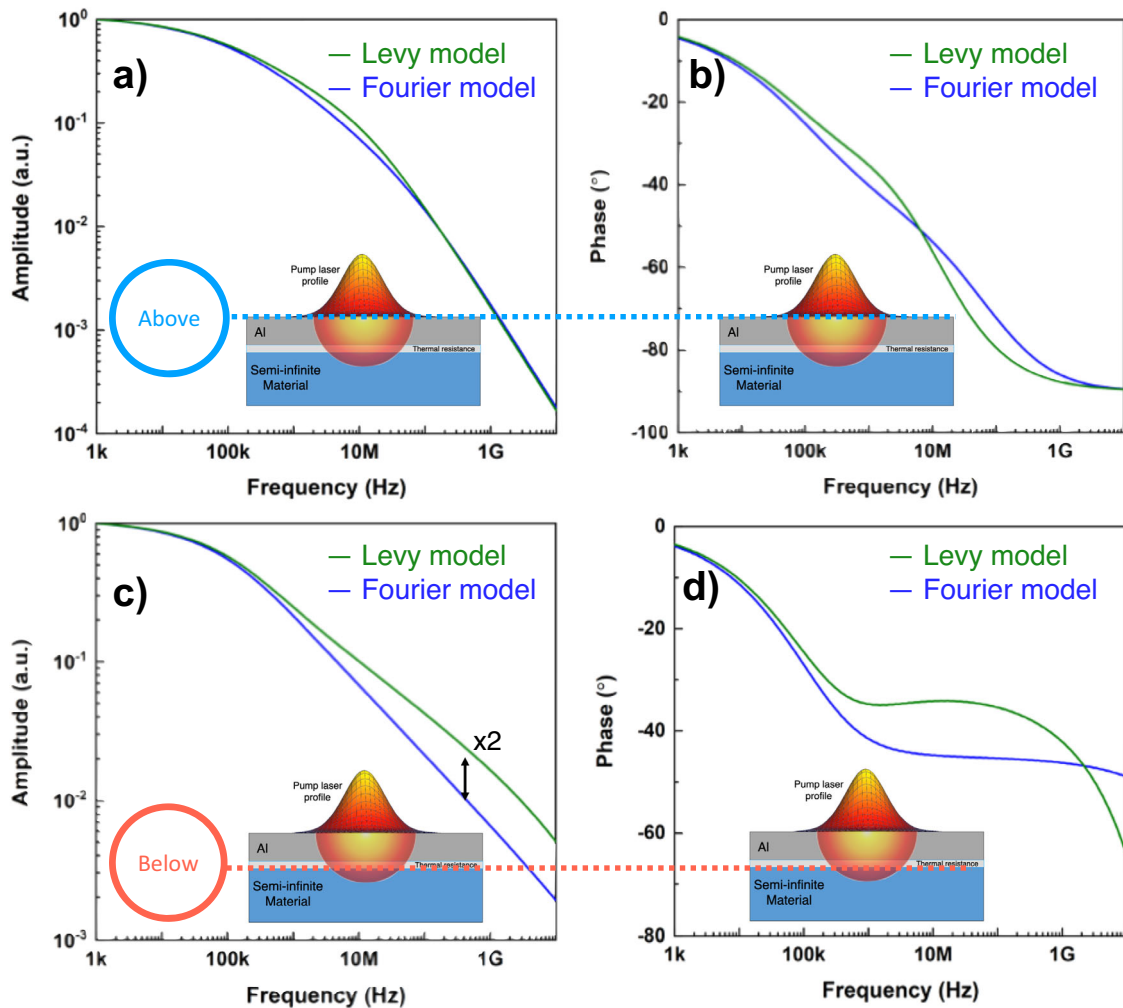 a)
— Levy model
— Fourier model
Amplitude (a.u.)
10^0
10^-1
10^-2
10^-3
10^-4
Above
Pump laser
profile
Al
Thermal resistance
Semi-infinite
Material
1k
100k
10M
1G
Frequency (Hz)
b)
— Levy model
— Fourier model
Phase (°)
0
-20
-40
-60
-80
-100
Pump laser
profile
Al
Thermal resistance
Semi-infinite
Material
1k
100k
10M
1G
Frequency (Hz)
c)
— Levy model
— Fourier model
Amplitude (a.u.)
10^0
10^-1
10^-2
10^-3
x2
Below
Pump laser
profile
Al
Thermal resistance
Semi-infinite
Material
1k
100k
10M
1G
Frequency (Hz)
d)
— Levy model
— Fourier model
Phase (°)
0
-20
-40
-60
-80
Pump laser
profile
Al
Thermal resistance
Semi-infinite
Material
1k
100k
10M
1G
Frequency (Hz)